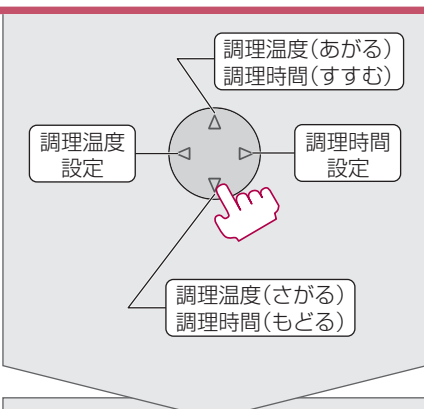 調理温度(あがる)
調理時間(すすむ)
調理温度
設定
調理時間
設定
調理温度(さがる)
調理時間(もどる)